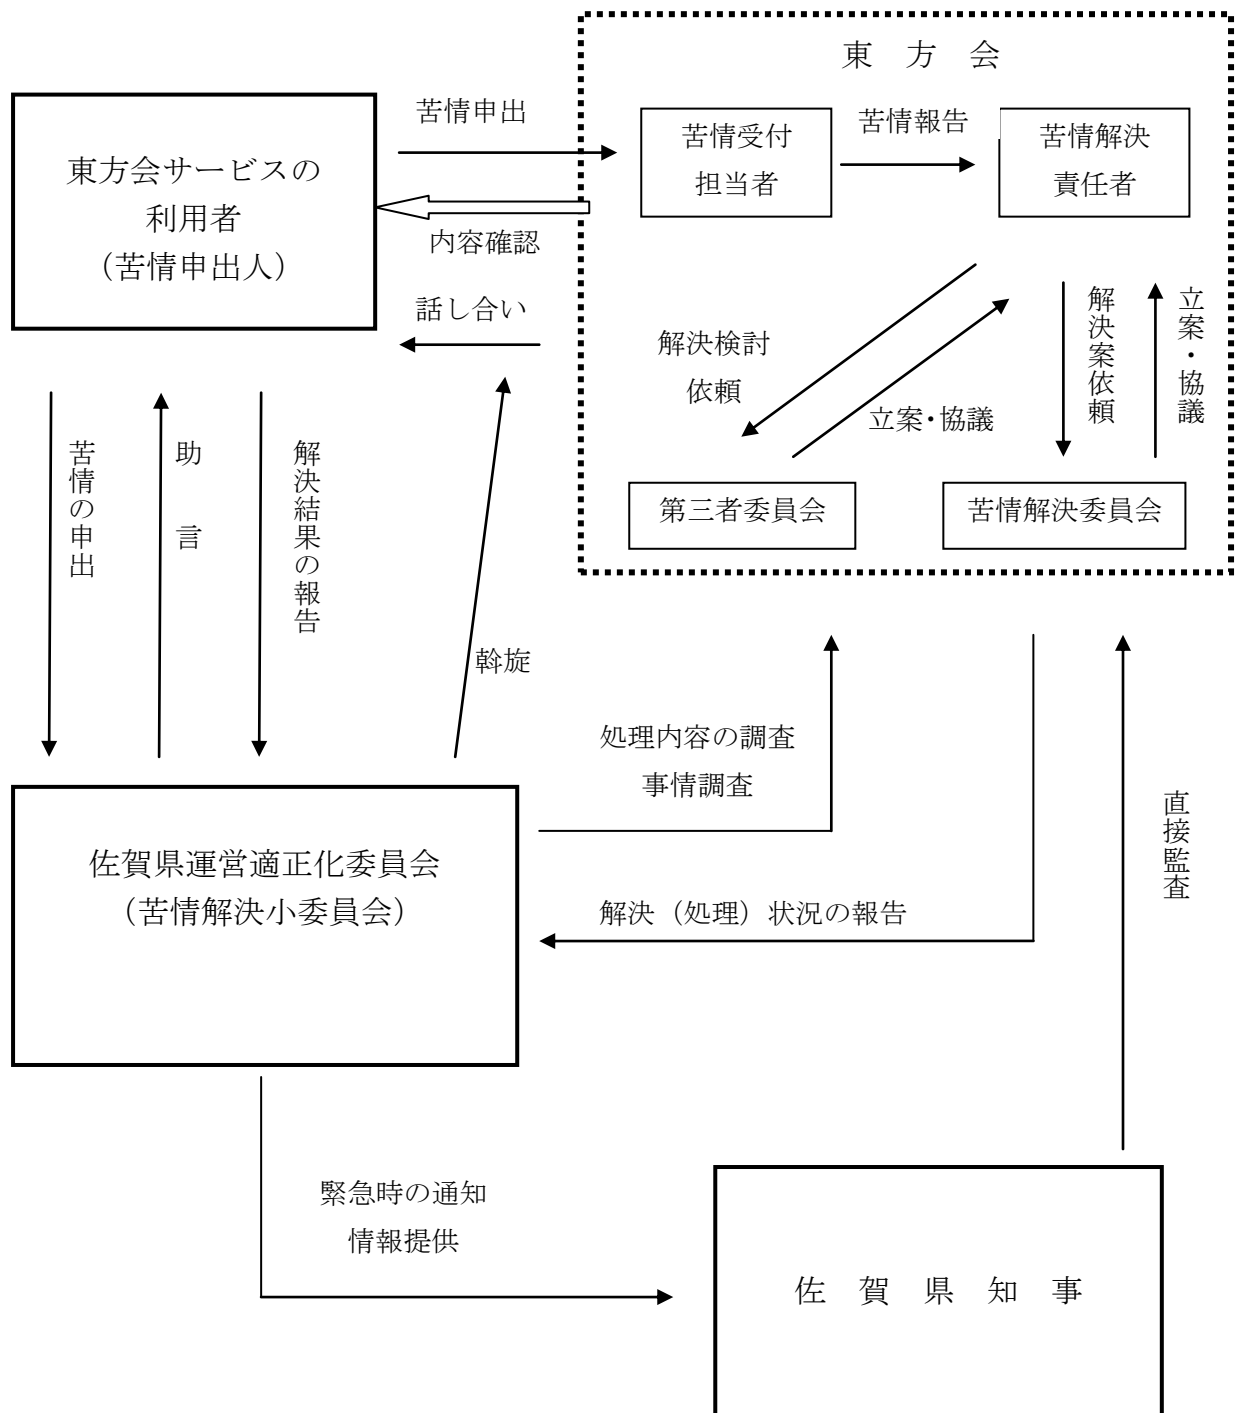 東　方　会
苦情申出
苦情受付
担当者
苦情報告
苦情解決
責任者
東方会サービスの
利用者
（苦情申出人）
内容確認
話し合い
解決検討
依頼
立案・協議
解決案依頼
立案・協議
第三者委員会
苦情解決委員会
苦情の申出
助　言
解決結果の報告
斡旋
処理内容の調査
事情調査
直接監査
佐賀県運営適正化委員会
（苦情解決小委員会）
解決（処理）状況の報告
緊急時の通知
情報提供
佐　賀　県　知　事